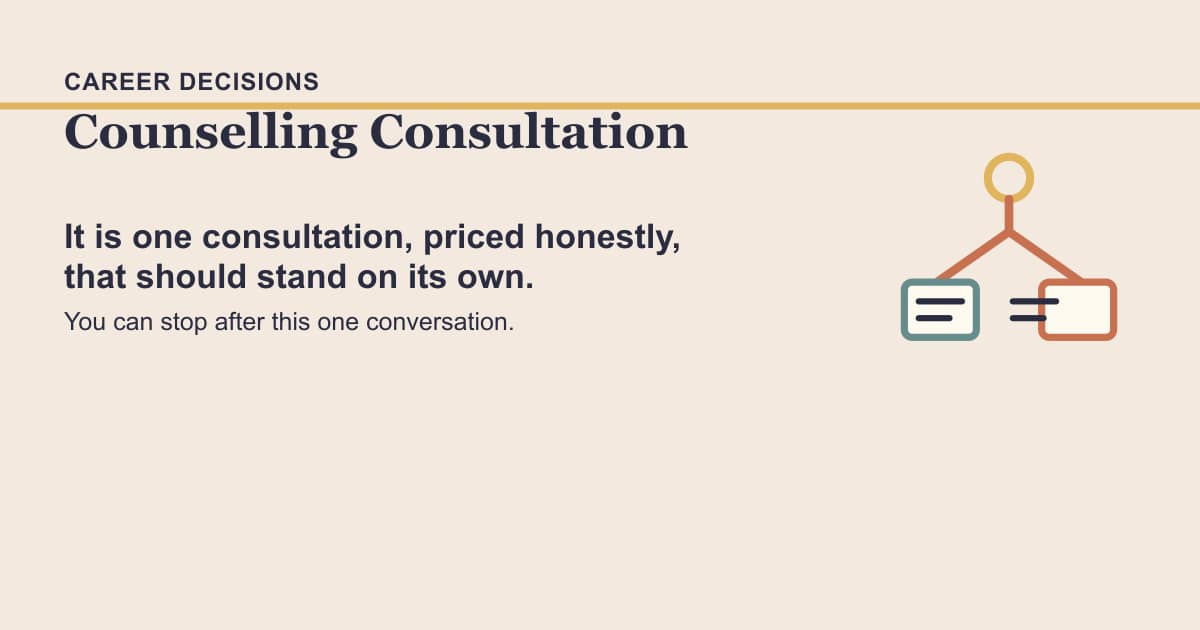 CAREER DECISIONS
Counselling Consultation
It is one consultation, priced honestly,
that should stand on its own.
You can stop after this one conversation.